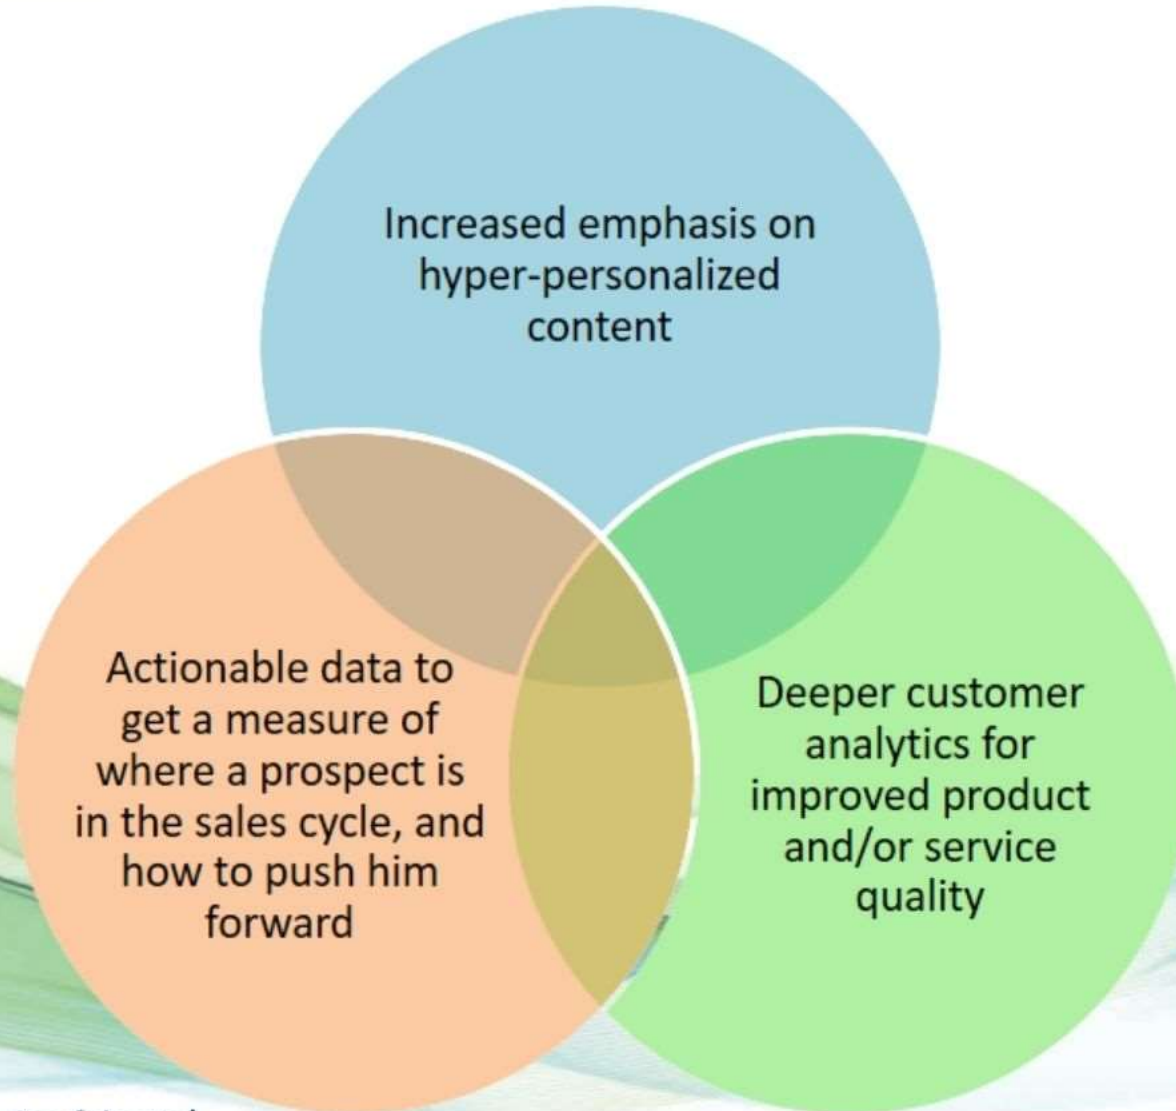 Increased emphasis on
hyper-personalized
content
Actionable data to
get a measure of
where a prospect is
in the sales cycle, and
how to push him
forward
Deeper customer
analytics for
improved product
and/or service
quality